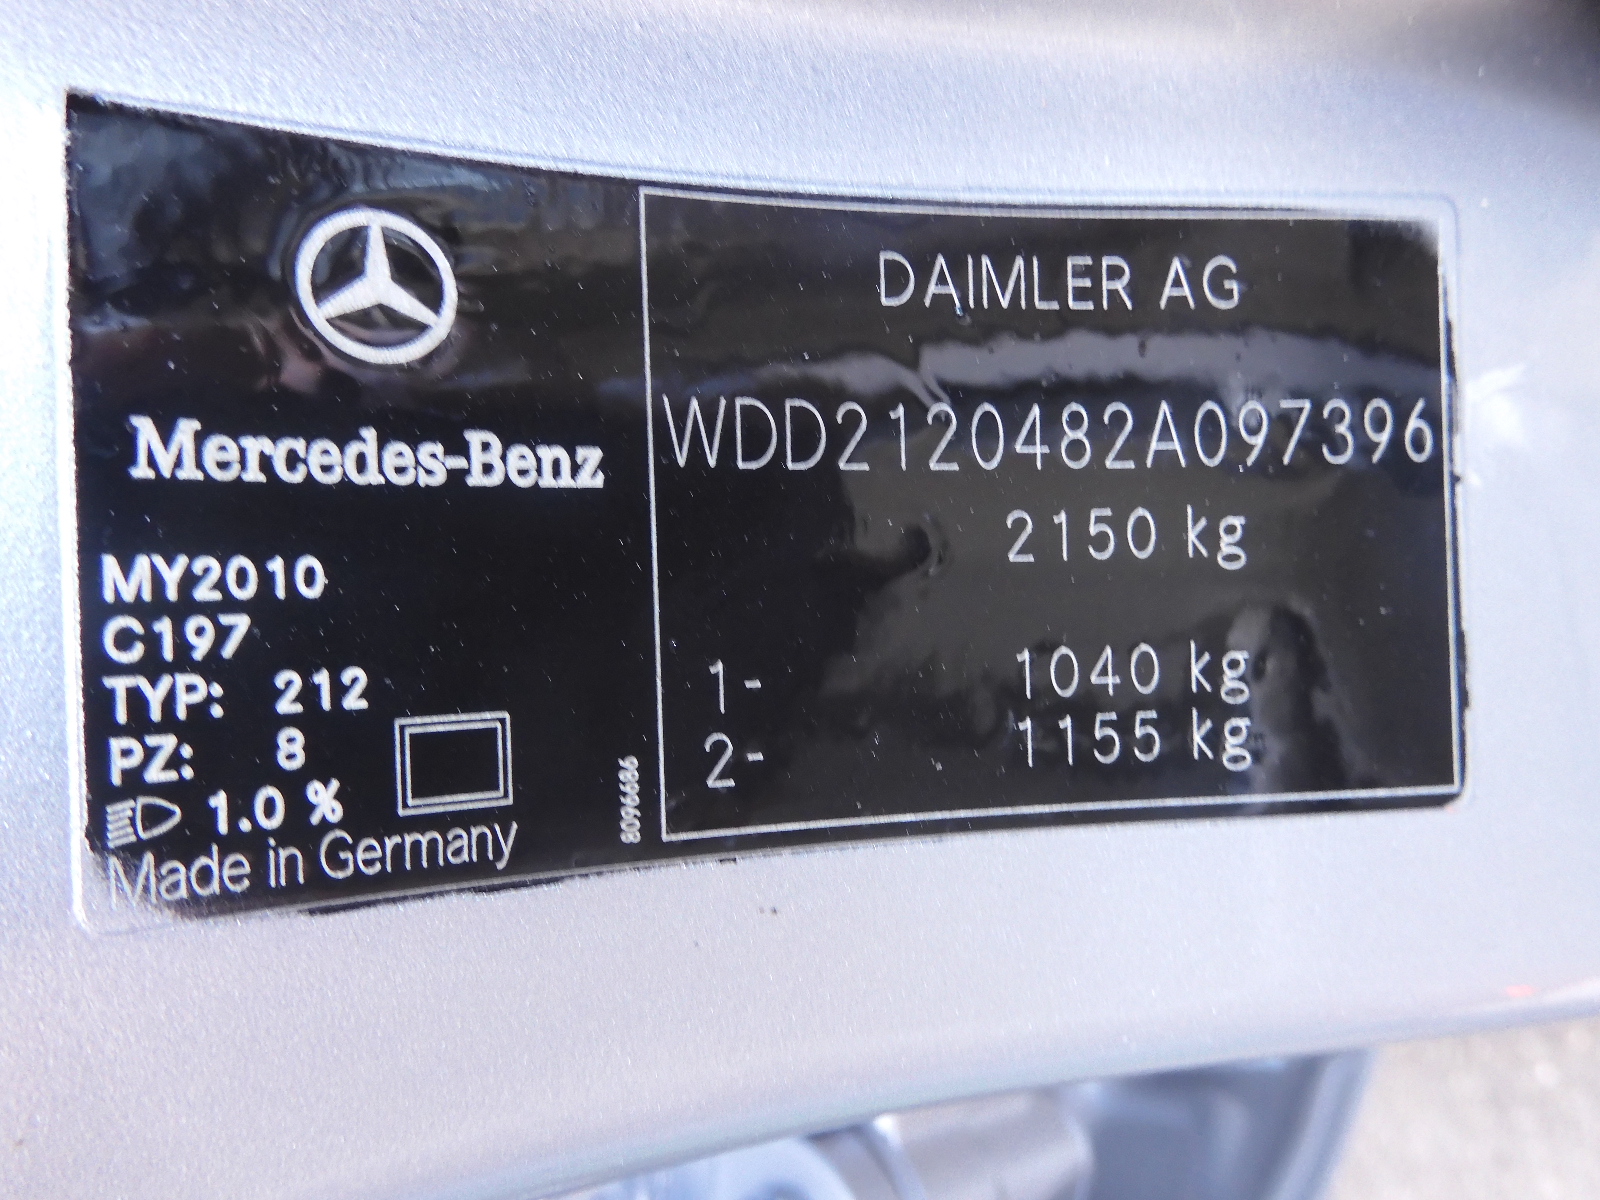 Mercedes-Benz
MY2010
C197
TYP: 212
PZ: 8
1.0 %
Made in Germany
8096686
DAIMLER AG
WDD2120482A097396
2150 kg
1- 1040 kg
2- 1155 kg